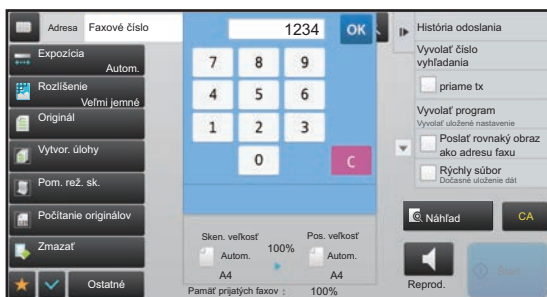 Adresa
Faxové číslo
Expozícia
Autom.
Rozlíšenie
Veľmi jemné
Originál
Vytvor. úlohy
Pom. rež. sk.
Počítanie originálov
Zmazať
Ostatné
1234
OK
7 8 9
4 5 6
1 2 3
0 C
Sken. veľkosť
Pos. veľkosť
100%
Autom.
Autom.
A4
A4
Pamäť prijatých faxov : 100%
História odoslania
Vyvolať číslo
vyhľadania
priame tx
Vyvolať program
Vyvolať uložené nastavenie
Poslať rovnaký obraz
ako adresu faxu
Rýchly súbor
Dočasné uloženie dát
Náhľad
CA
Reprod.
Start